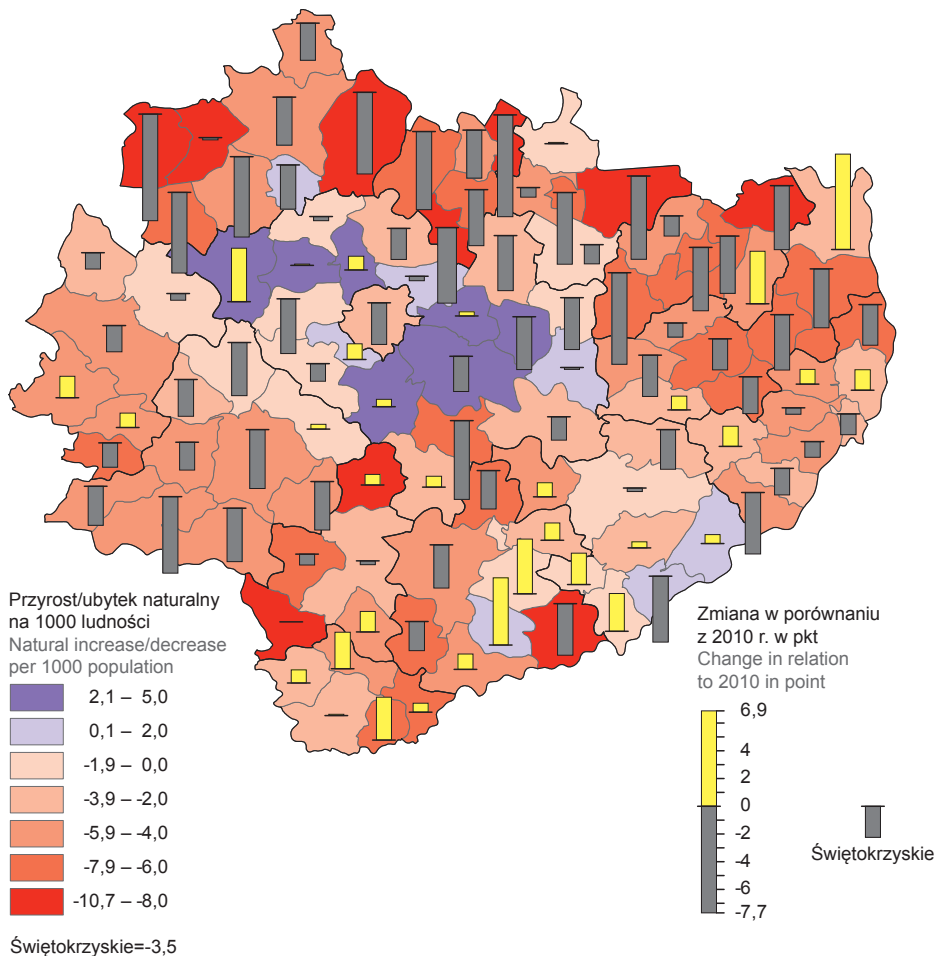 Przyrost/ubytek naturalny
na 1000 ludności
Natural increase/decrease
per 1000 population
2,1 – 5,0
0,1 – 2,0
-1,9 – 0,0
-3,9 – -2,0
-5,9 – -4,0
-7,9 – -6,0
-10,7 – -8,0
Świętokrzyskie=-3,5
Zmiana w porównaniu
z 2010 r. w pkt
Change in relation
to 2010 in point
6,9
4
2
0
-2
-4
-6
-7,7
Świętokrzyskie